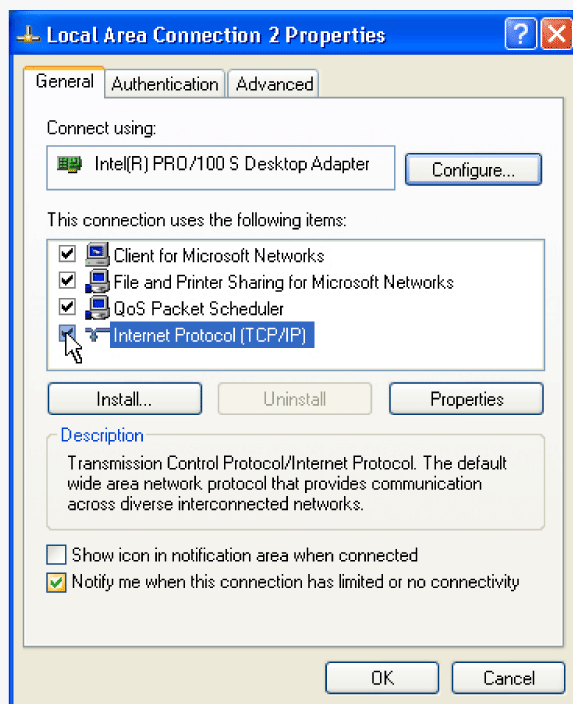 Local Area Connection 2 Properties
General Authentication Advanced
Connect using:
Intel(R) PRO/100 S Desktop Adapter Configure...
This connection uses the following items:
Client for Microsoft Networks
File and Printer Sharing for Microsoft Networks
QoS Packet Scheduler
Internet Protocol (TCP/IP)
Install... Uninstall Properties
Description
Transmission Control Protocol/Internet Protocol. The default
wide area network protocol that provides communication
across diverse interconnected networks.
Show icon in notification area when connected
Notify me when this connection has limited or no connectivity
OK Cancel